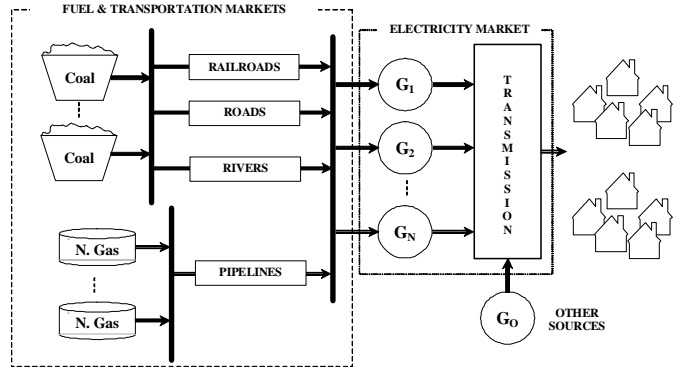 FUEL & TRANSPORTATION MARKETS
ELECTRICITY MARKET
Coal
Coal
N. Gas
N. Gas
RAILROADS
ROADS
RIVERS
PIPELINES
G1
G2
GN
TRANSMISSION
GO
OTHER
SOURCES